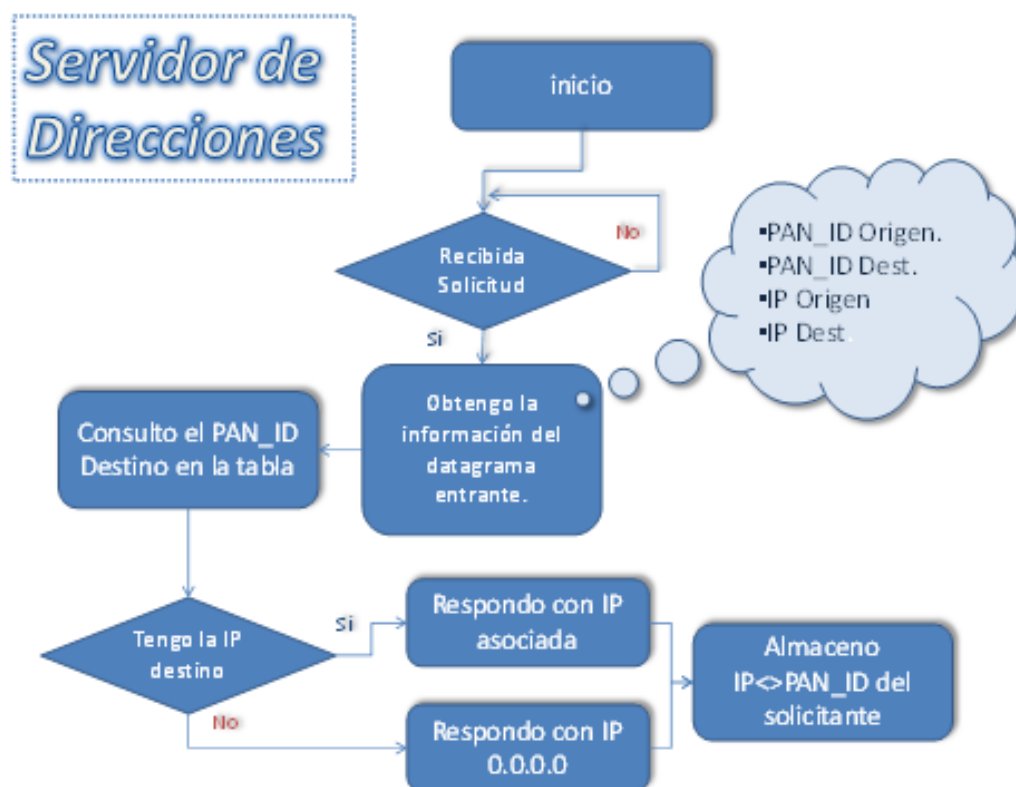 Servidor de
Direcciones
inicio
Recibida
Solicitud
No
Si
▪PAN_ID Origen.
▪PAN_ID Dest.
▪IP Origen
▪IP Dest.
Obtengo la
información del
datagrama
entrante.
Consulto el PAN_ID
Destino en la tabla
Tengo la IP
destino
Si
No
Respondo con IP
asociada
Respondo con IP
0.0.0.0
Almaceno
IP<>PAN_ID del
solicitante